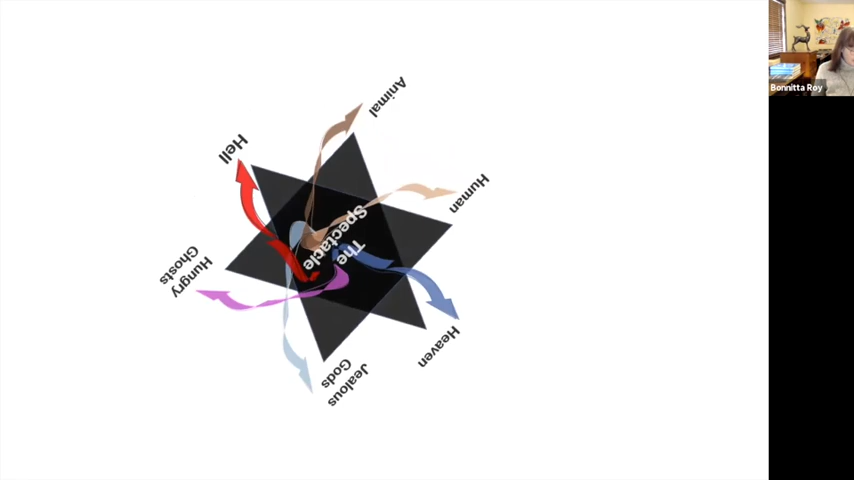 Animal
Hell
Human
The
Spectacle
Hungry
Ghosts
Heaven
Jealous
Gods
Bonnitta Roy